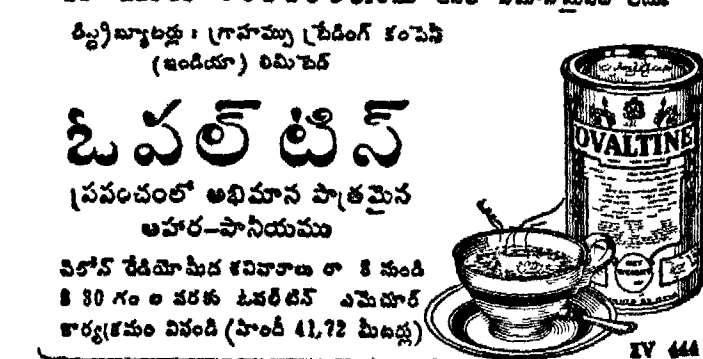 డిస్ట్రిబ్యూటర్లు : గ్రాహమ్సు ట్రేడింగ్ కంపెనీ
(ఇండియా) లిమిటెడ్
ఓవల్ టిన్
ప్రపంచంలో అభిమాన పాత్రమైన
ఆహార-పానీయము
సికోన్ రేడియోమీద శనివారాలు రా 8 నుండి
8 30 గం ల వరకు ఓవల్‌టిన్ ఎమెచూర్
కార్యక్రమం వినండి (హిందీ 41,72 మీటర్లు)
OVALTINE
IY 444